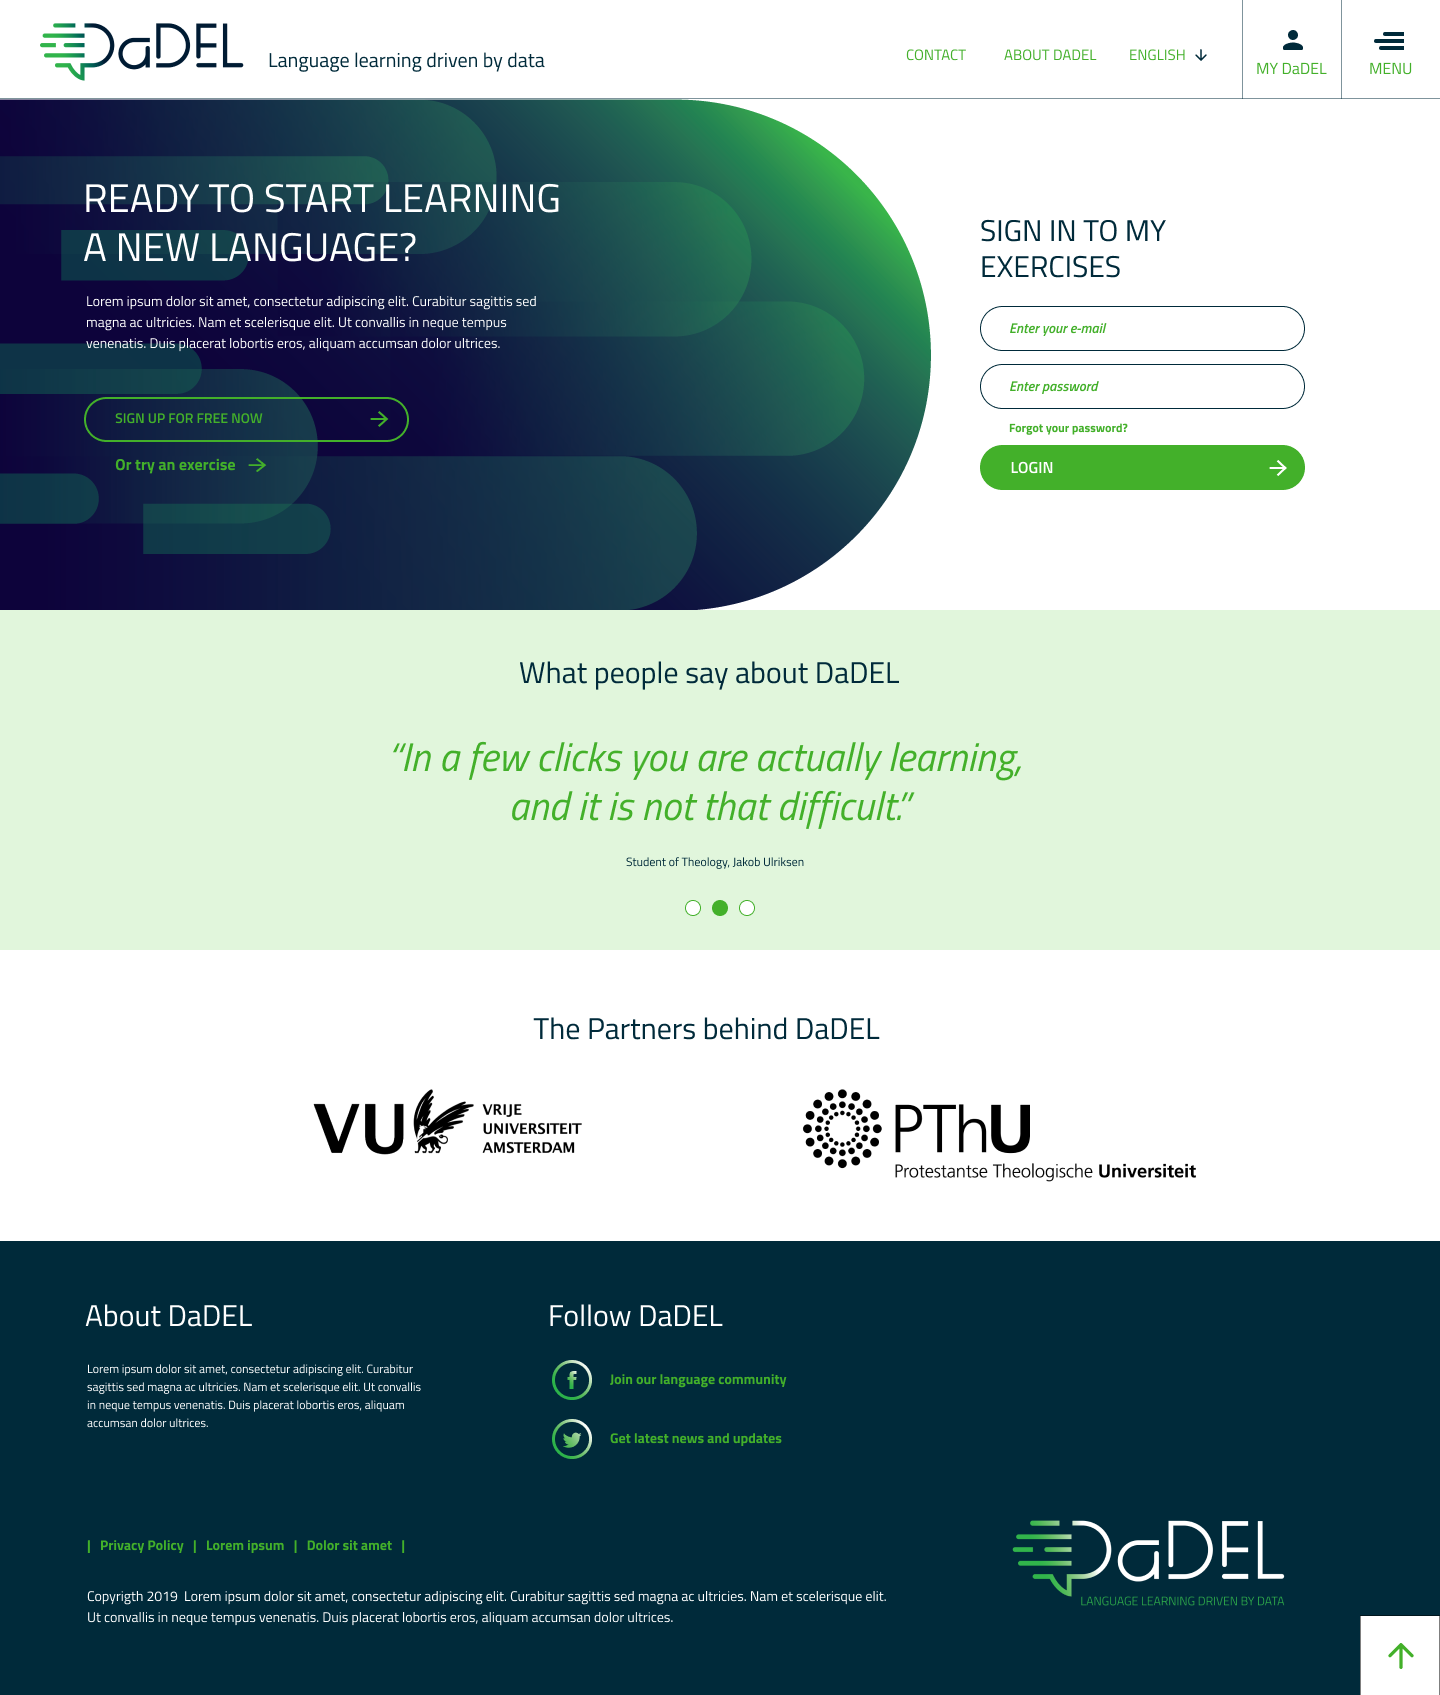 DaDEL
Language learning driven by data
CONTACT
ABOUT DADEL
ENGLISH
MY DaDEL
MENU
READY TO START LEARNING
A NEW LANGUAGE?
Lorem ipsum dolor sit amet, consectetur adipiscing elit. Curabitur sagittis sed
magna ac ultricies. Nam et scelerisque elit. Ut convallis in neque tempus
venenatis. Duis placerat lobortis eros, aliquam accumsan dolor ultrices.
SIGN UP FOR FREE NOW
Or try an exercise
SIGN IN TO MY
EXERCISES
Enter your e-mail
Enter password
Forgot your password?
LOGIN
What people say about DaDEL
“In a few clicks you are actually learning,
and it is not that difficult.”
Student of Theology, Jakob Ulriksen
The Partners behind DaDEL
VU
VRIJE
UNIVERSITEIT
AMSTERDAM
PThU
Protestantse Theologische Universiteit
About DaDEL
Lorem ipsum dolor sit amet, consectetur adipiscing elit. Curabitur
sagittis sed magna ac ultricies. Nam et scelerisque elit. Ut convallis
in neque tempus venenatis. Duis placerat lobortis eros, aliquam
accumsan dolor ultrices.
Follow DaDEL
Join our language community
Get latest news and updates
| Privacy Policy | Lorem ipsum | Dolor sit amet |
Copyrigth 2019 Lorem ipsum dolor sit amet, consectetur adipiscing elit. Curabitur sagittis sed magna ac ultricies. Nam et scelerisque elit.
Ut convallis in neque tempus venenatis. Duis placerat lobortis eros, aliquam accumsan dolor ultrices.
DaDEL
LANGUAGE LEARNING DRIVEN BY DATA